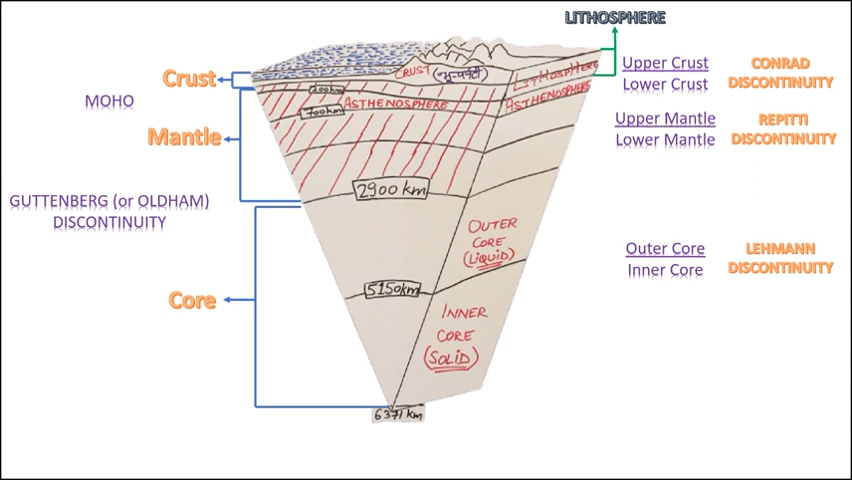 LITHOSPHERE
Crust
MOHO
Mantle
GUTTENBERG (or OLDHAM)
DISCONTINUITY
Core
CRUST (भू-पर्पटी)
LITHOSPHERE
ASTHENOSPHERE
ASTHENOSPHERE
700km
2900 km
OUTER
CORE
(LIQUID)
5150km
INNER
CORE
(SOLID)
6371 km
Upper Crust
Lower Crust
CONRAD
DISCONTINUITY
Upper Mantle
Lower Mantle
REPITTI
DISCONTINUITY
Outer Core
Inner Core
LEHMANN
DISCONTINUITY